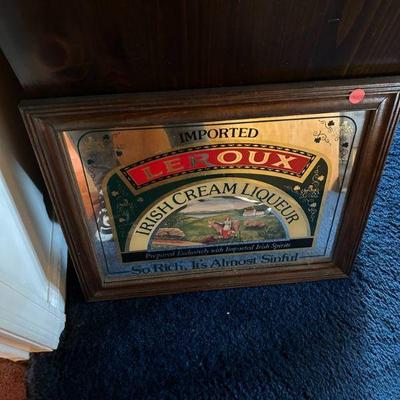 IMPORTED
LEROUX
IRISH CREAM LIQUEUR
Prepared Exclusively with Imported Irish Spirits
So Rich, It's Almost Sinful